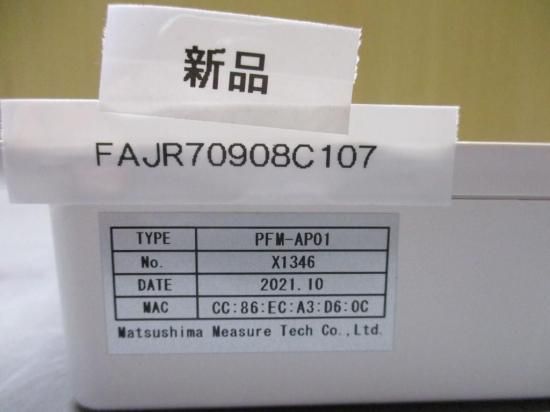 新品
FAJR70908C107
TYPE PFM-AP01
No. X1346
DATE 2021.10
MAC CC:86:EC:A3:D6:0C
Matsushima Measure Tech Co.,Ltd.